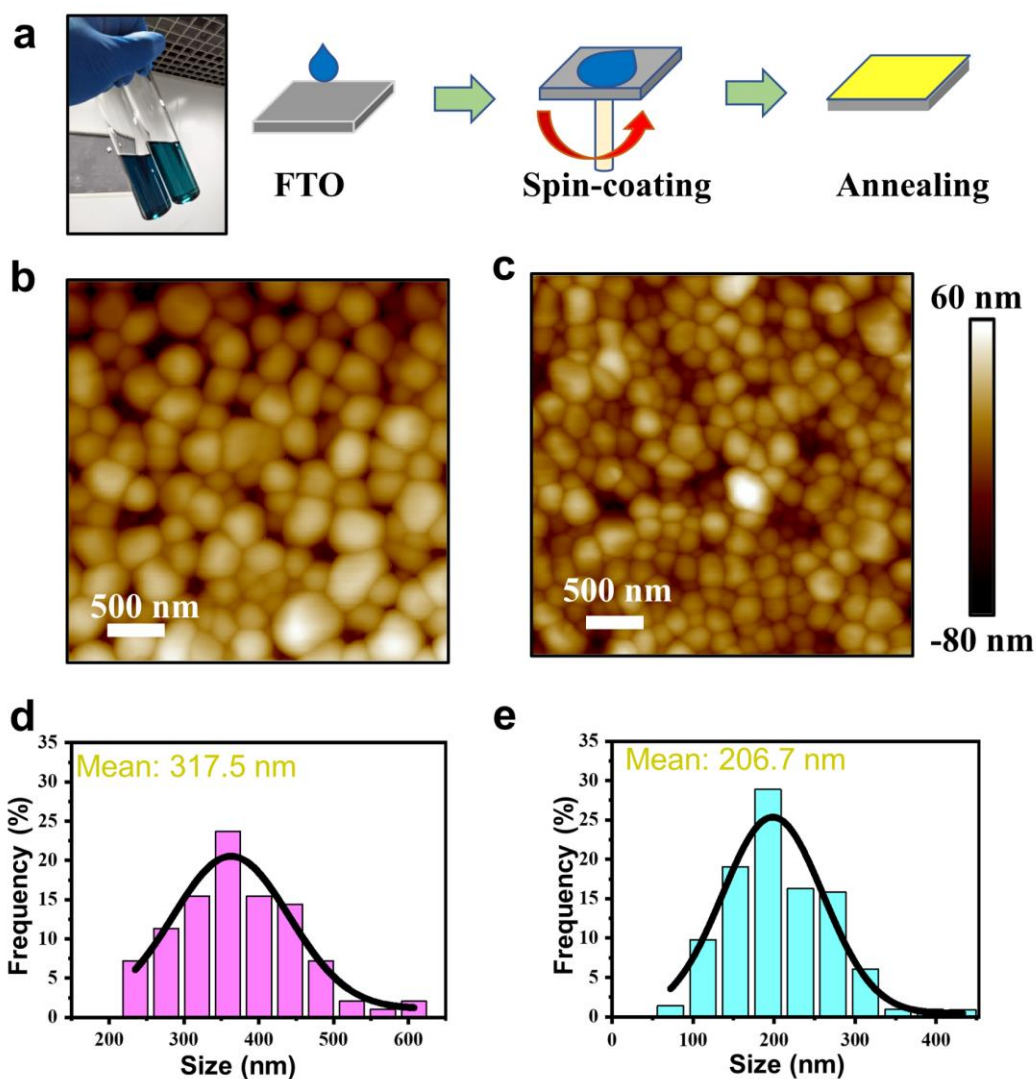 a
FTO
Spin-coating
Annealing
b
500 nm
c
500 nm
60 nm
-80 nm
d
Mean: 317.5 nm
Frequency (%)
35
30
25
20
15
10
5
0
200
300
400
500
600
Size (nm)
e
Mean: 206.7 nm
Frequency (%)
35
30
25
20
15
10
5
0
0
100
200
300
400
Size (nm)